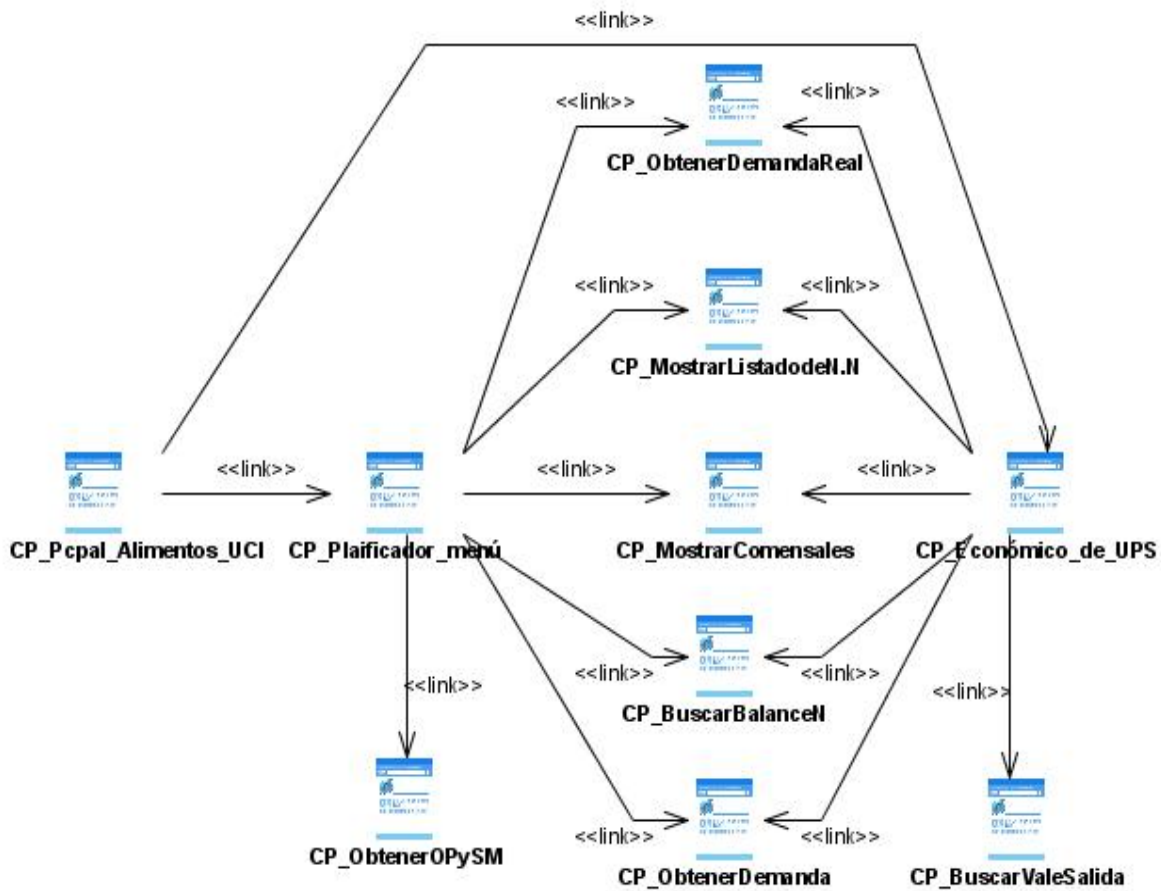 <<link>>
<<link>>
<<link>>
CP_ObtenerDemandaReal
<<link>>
<<link>>
CP_MostrarListadodeN.N
<<link>>
<<link>>
<<link>>
CP_Pcpal_Alimentos_UCI
CP_Plaificador_menú
CP_MostrarComensales
CP_Económico_de_UPS
<<link>>
<<link>>
<<link>>
<<link>>
CP_BuscarBalanceN
<<link>>
<<link>>
CP_ObtenerOPySM
CP_ObtenerDemanda
CP_BuscarValeSalida